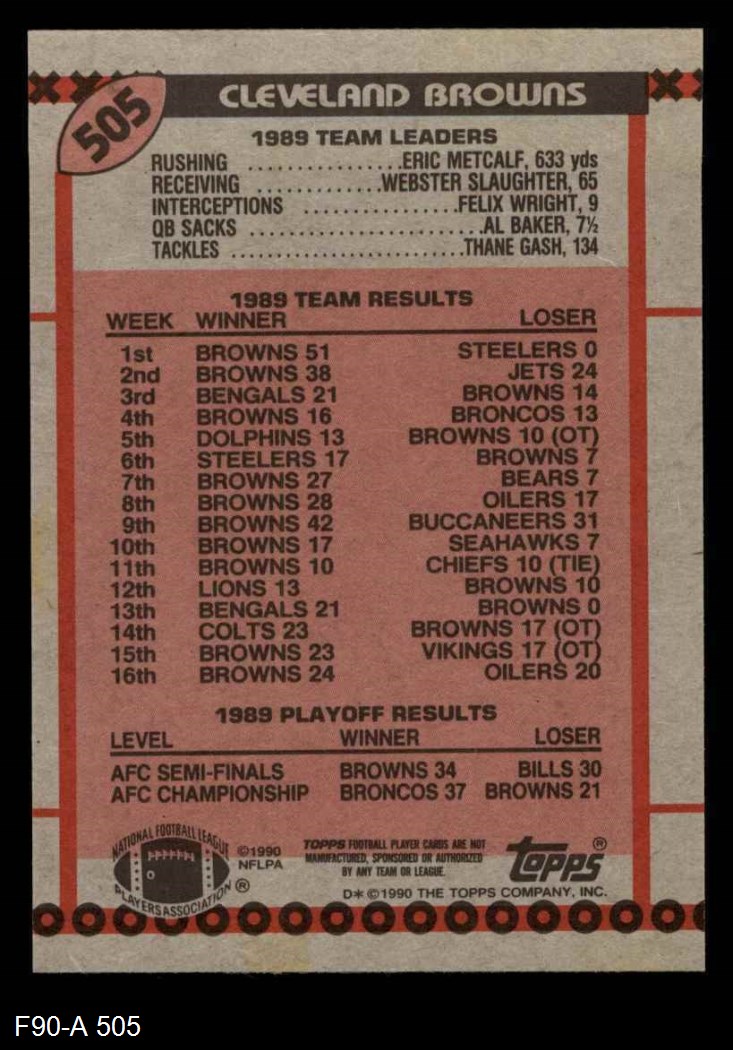 505
CLEVELAND BROWNS
1989 TEAM LEADERS
RUSHING ................ERIC METCALF, 633 yds
RECEIVING .............WEBSTER SLAUGHTER, 65
INTERCEPTIONS ................FELIX WRIGHT, 9
QB SACKS ........................AL BAKER, 7½
TACKLES ........................THANE GASH, 134
1989 TEAM RESULTS
WEEK WINNER LOSER
1st BROWNS 51 STEELERS 0
2nd BROWNS 38 JETS 24
3rd BENGALS 21 BROWNS 14
4th BROWNS 16 BRONCOS 13
5th DOLPHINS 13 BROWNS 10 (OT)
6th STEELERS 17 BROWNS 7
7th BROWNS 27 BEARS 7
8th BROWNS 28 OILERS 17
9th BROWNS 42 BUCCANEERS 31
10th BROWNS 17 SEAHAWKS 7
11th BROWNS 10 CHIEFS 10 (TIE)
12th LIONS 13 BROWNS 10
13th BENGALS 21 BROWNS 0
14th COLTS 23 BROWNS 17 (OT)
15th BROWNS 23 VIKINGS 17 (OT)
16th BROWNS 24 OILERS 20
1989 PLAYOFF RESULTS
LEVEL WINNER LOSER
AFC SEMI-FINALS BROWNS 34 BILLS 30
AFC CHAMPIONSHIP BRONCOS 37 BROWNS 21
NATIONAL FOOTBALL LEAGUE
PLAYERS ASSOCIATION ®
©1990
NFLPA
TOPPS FOOTBALL PLAYER CARDS ARE NOT
MANUFACTURED, SPONSORED OR AUTHORIZED
BY ANY TEAM OR LEAGUE.
topps®
D*©1990 THE TOPPS COMPANY, INC.
F90-A 505